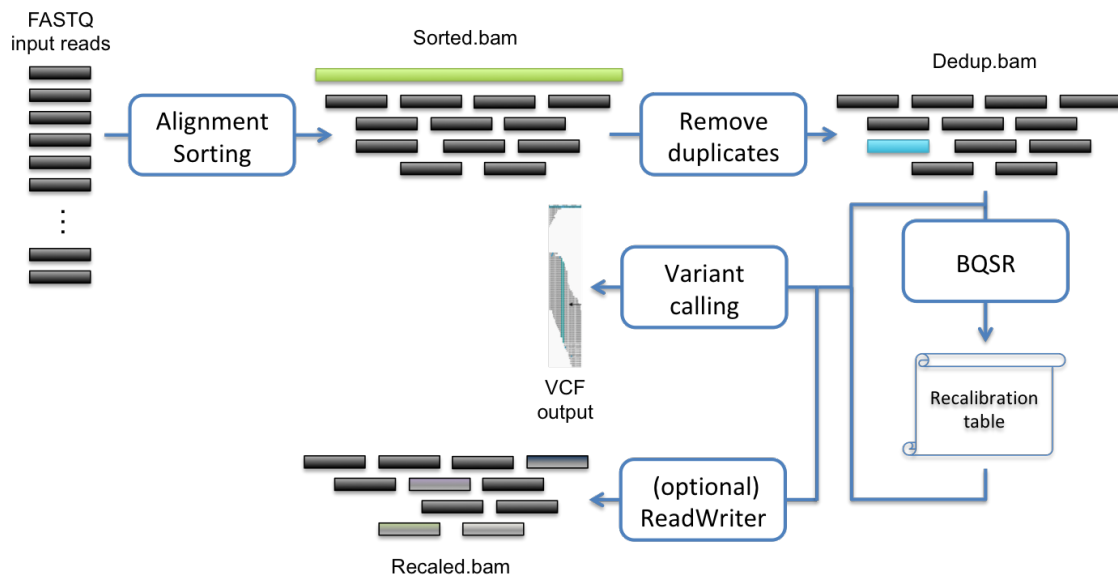 FASTQ
input reads
Alignment
Sorting
Sorted.bam
Remove
duplicates
Dedup.bam
BQSR
Recalibration
table
Variant
calling
VCF
output
(optional)
ReadWriter
Recaled.bam